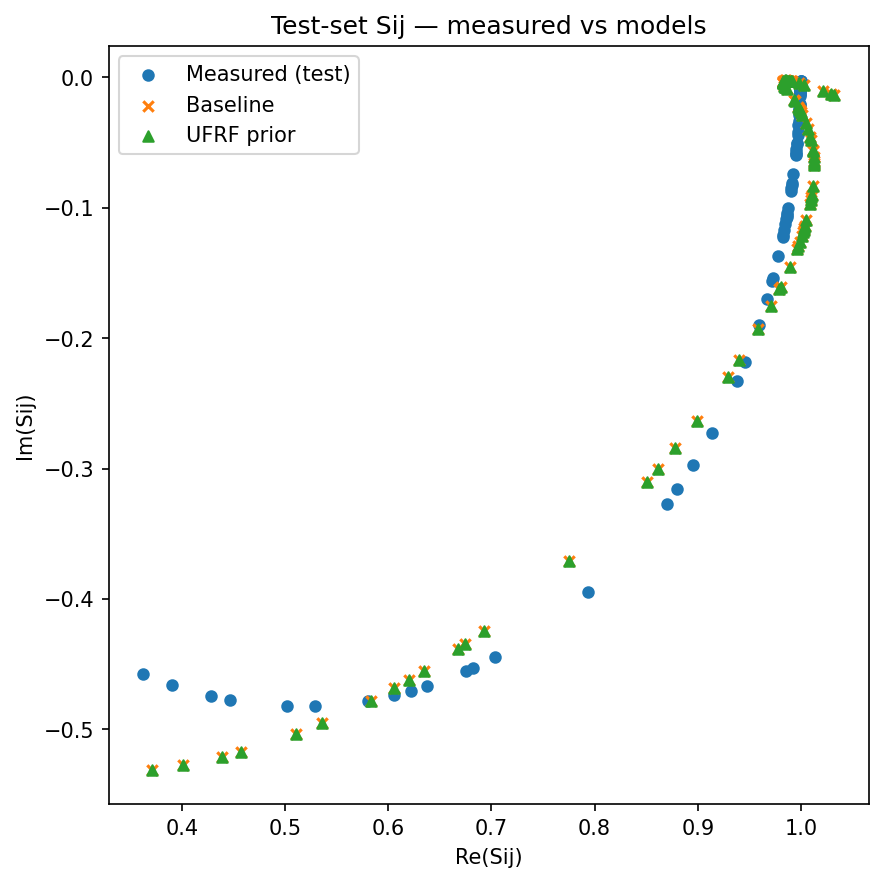 Test-set Sij — measured vs models
Measured (test)
Baseline
UFRF prior
0.0
−0.1
−0.2
−0.3
−0.4
−0.5
Im(Sij)
0.4 0.5 0.6 0.7 0.8 0.9 1.0
Re(Sij)